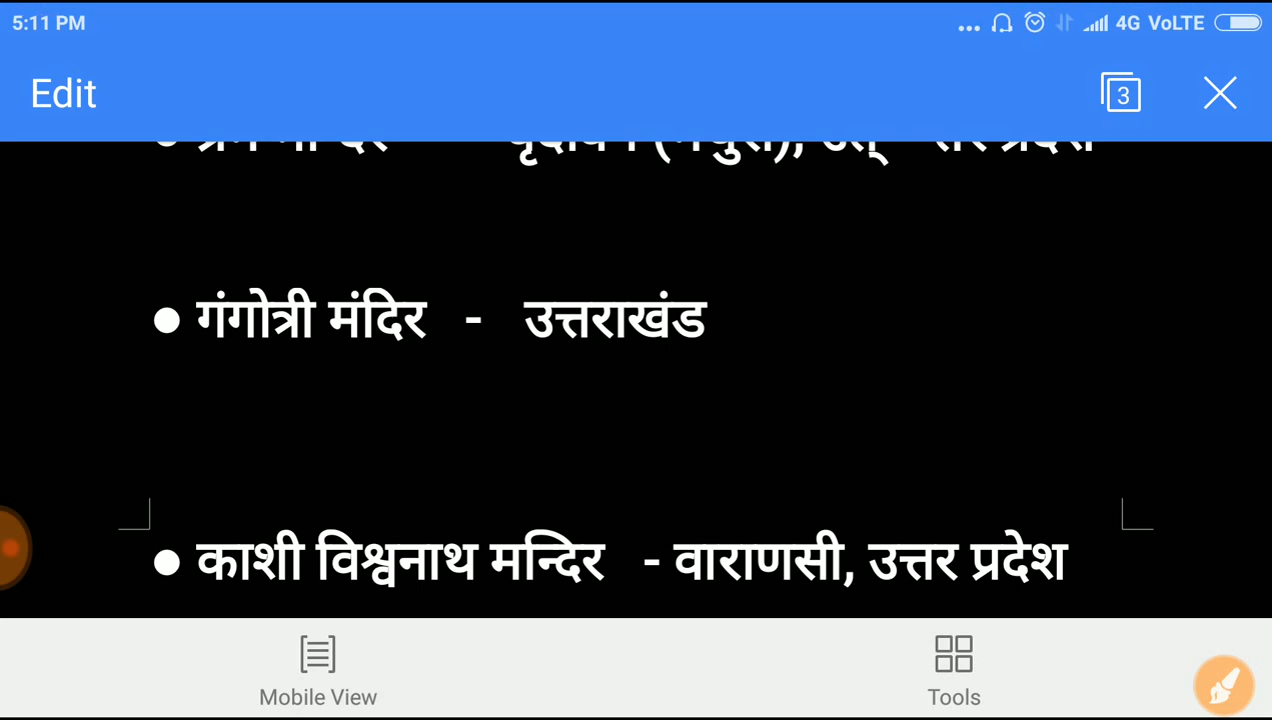 5:11 PM ... 4G VoLTE
Edit 3
● गंगोत्री मंदिर - उत्तराखंड
● काशी विश्वनाथ मन्दिर - वाराणसी, उत्तर प्रदेश
Mobile View Tools